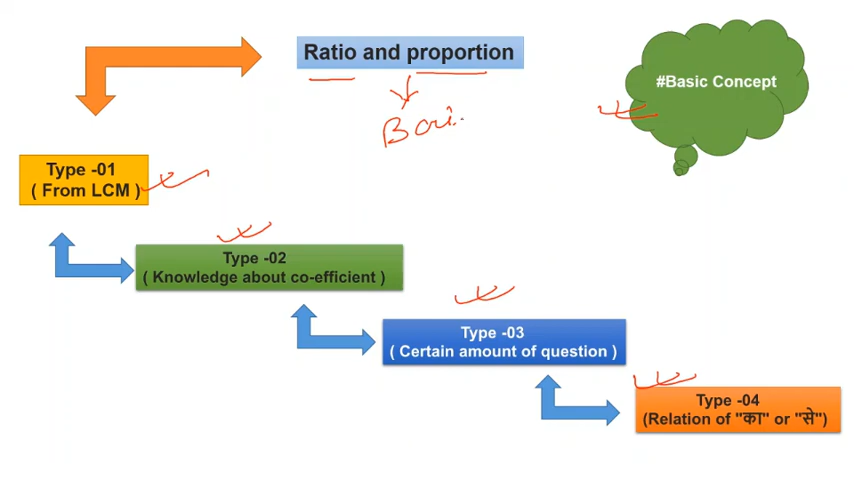 Ratio and proportion
#Basic Concept
Type -01
( From LCM )
Type -02
( Knowledge about co-efficient )
Type -03
( Certain amount of question )
Type -04
(Relation of "का" or "से")